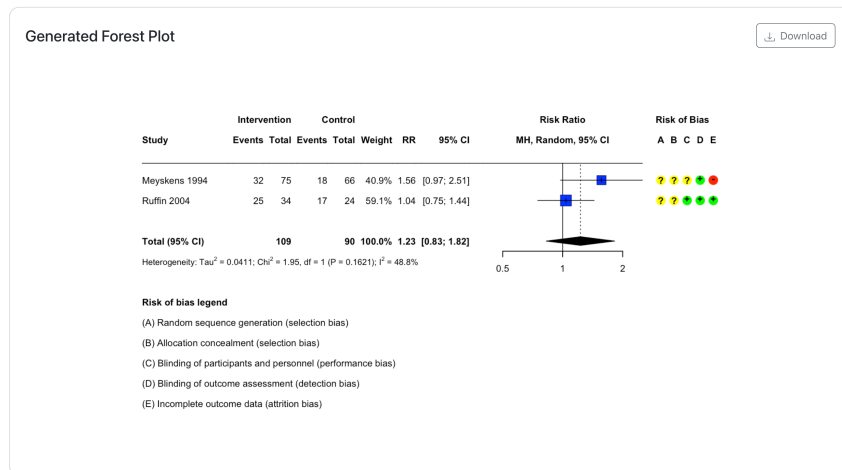 Generated Forest Plot
Download
Intervention Control Risk Ratio Risk of Bias
Study Events Total Events Total Weight RR 95% CI MH, Random, 95% CI A B C D E
Meyskens 1994 32 75 18 66 40.9% 1.56 [0.97; 2.51] ? ? ? + -
Ruffin 2004 25 34 17 24 59.1% 1.04 [0.75; 1.44] ? ? + + +
Total (95% CI) 109 90 100.0% 1.23 [0.83; 1.82]
Heterogeneity: Tau² = 0.0411; Chi² = 1.95, df = 1 (P = 0.1621); I² = 48.8%
0.5 1 2
Risk of bias legend
(A) Random sequence generation (selection bias)
(B) Allocation concealment (selection bias)
(C) Blinding of participants and personnel (performance bias)
(D) Blinding of outcome assessment (detection bias)
(E) Incomplete outcome data (attrition bias)